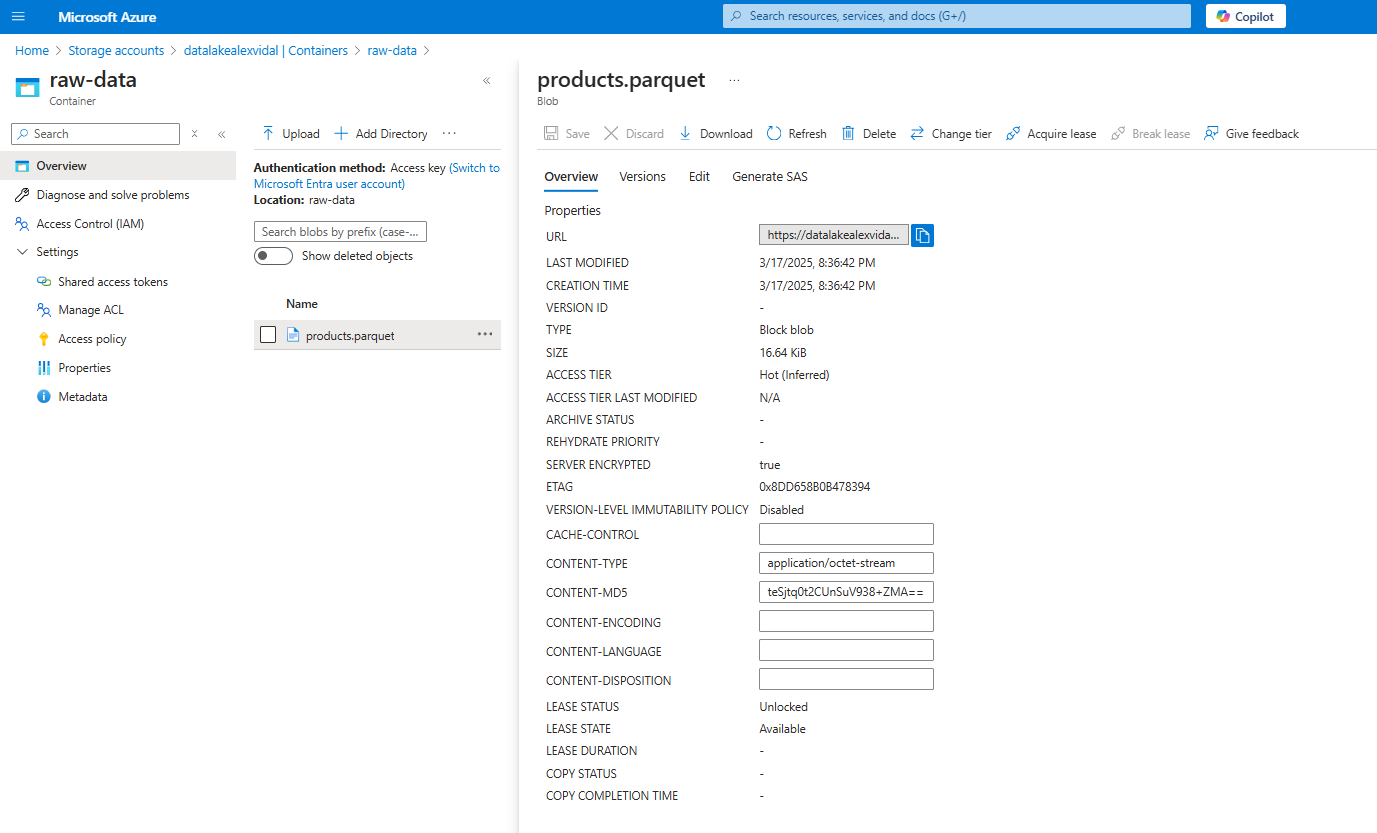 Microsoft Azure
Search resources, services, and docs (G+/)
Copilot
Home > Storage accounts > datalakealexvidal | Containers > raw-data >
raw-data
Container
Search
Overview
Diagnose and solve problems
Access Control (IAM)
Settings
Shared access tokens
Manage ACL
Access policy
Properties
Metadata
Upload Add Directory ...
Authentication method: Access key (Switch to
Microsoft Entra user account)
Location: raw-data
Search blobs by prefix (case-...
Show deleted objects
Name
products.parquet ...
products.parquet ...
Blob
Save Discard Download Refresh Delete Change tier Acquire lease Break lease Give feedback
Overview Versions Edit Generate SAS
Properties
URL https://datalakealexvida...
LAST MODIFIED 3/17/2025, 8:36:42 PM
CREATION TIME 3/17/2025, 8:36:42 PM
VERSION ID -
TYPE Block blob
SIZE 16.64 KiB
ACCESS TIER Hot (Inferred)
ACCESS TIER LAST MODIFIED N/A
ARCHIVE STATUS -
REHYDRATE PRIORITY -
SERVER ENCRYPTED true
ETAG 0x8DD658B0B478394
VERSION-LEVEL IMMUTABILITY POLICY Disabled
CACHE-CONTROL
CONTENT-TYPE application/octet-stream
CONTENT-MD5 teSjtq0t2CUnSuV938+ZMA==
CONTENT-ENCODING
CONTENT-LANGUAGE
CONTENT-DISPOSITION
LEASE STATUS Unlocked
LEASE STATE Available
LEASE DURATION -
COPY STATUS -
COPY COMPLETION TIME -